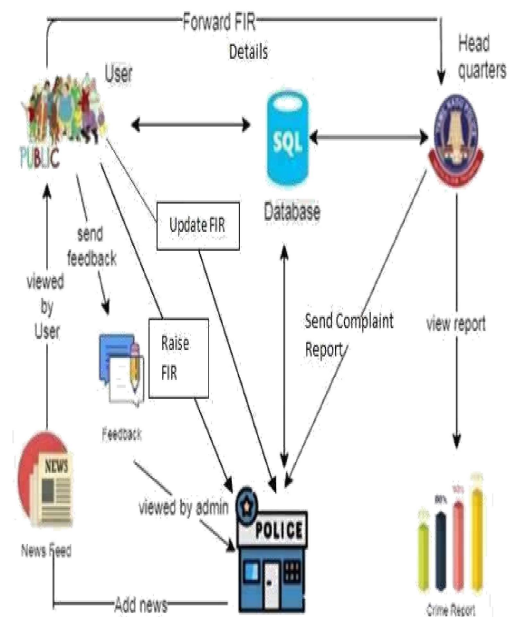 Forward FIR
Details
Head
quarters
User
PUBLIC
SQL
Database
Update FIR
send
feedback
viewed
by
User
Raise
FIR
Send Complaint
Report
view report
Feedback
NEWS
viewed by admin
POLICE
News Feed
Add news
Crime Report